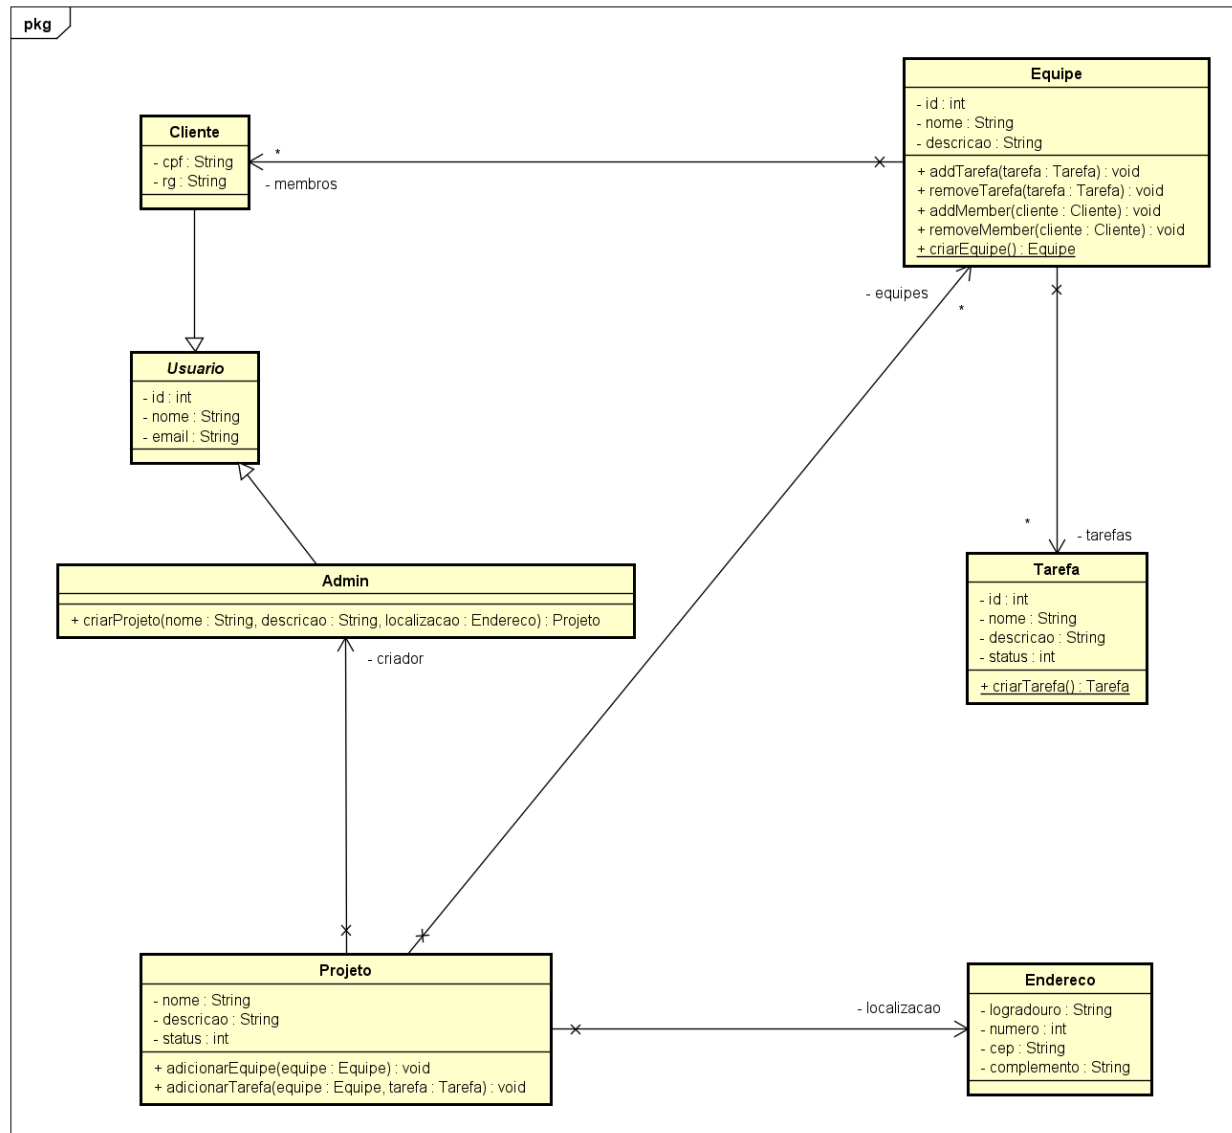 pkg
Equipe
- id : int
- nome : String
- descricao : String
+ addTarefa(tarefa : Tarefa) : void
+ removeTarefa(tarefa : Tarefa) : void
+ addMember(cliente : Cliente) : void
+ removeMember(cliente : Cliente) : void
+ criarEquipe() : Equipe
Cliente
- cpf : String
- rg : String
*
- membros
- equipes
*
Usuario
- id : int
- nome : String
- email : String
*
- tarefas
Tarefa
- id : int
- nome : String
- descricao : String
- status : int
+ criarTarefa() : Tarefa
Admin
+ criarProjeto(nome : String, descricao : String, localizacao : Endereco) : Projeto
- criador
Projeto
- nome : String
- descricao : String
- status : int
+ adicionarEquipe(equipe : Equipe) : void
+ adicionarTarefa(equipe : Equipe, tarefa : Tarefa) : void
- localizacao
Endereco
- logradouro : String
- numero : int
- cep : String
- complemento : String